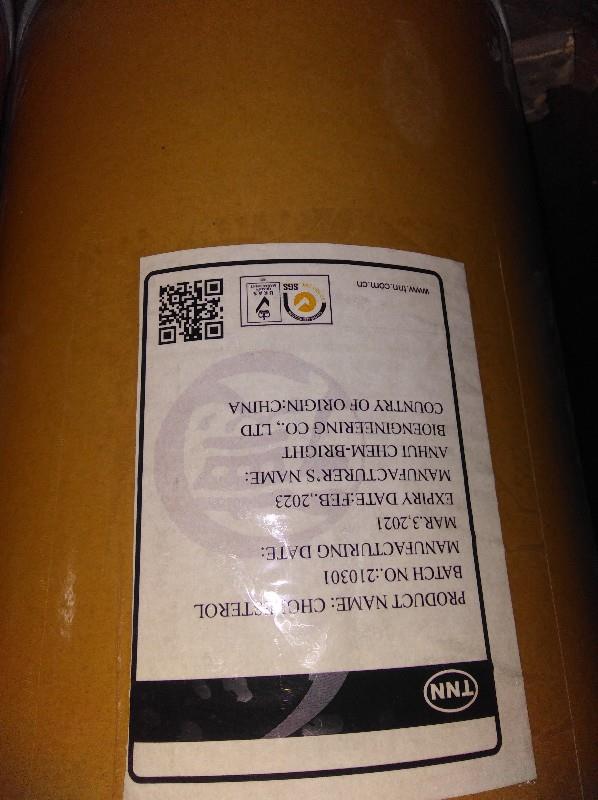 TNN
PRODUCT NAME: CHOLESTEROL
BATCH NO.:210301
MANUFACTURING DATE:
MAR.3,2021
EXPIRY DATE:FEB.,2023
MANUFACTURER'S NAME:
ANHUI CHEM-BRIGHT
BIOENGINEERING CO., LTD
COUNTRY OF ORIGIN:CHINA
www.tnn.com.cn
SGS
UKAS